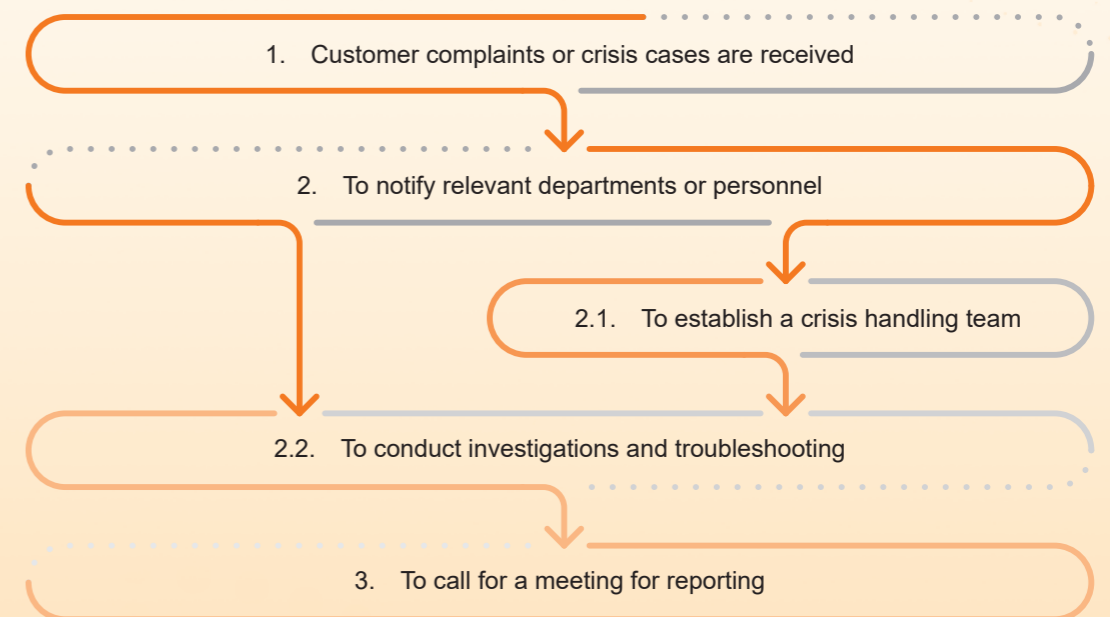 1. Customer complaints or crisis cases are received
2. To notify relevant departments or personnel
2.1. To establish a crisis handling team
2.2. To conduct investigations and troubleshooting
3. To call for a meeting for reporting